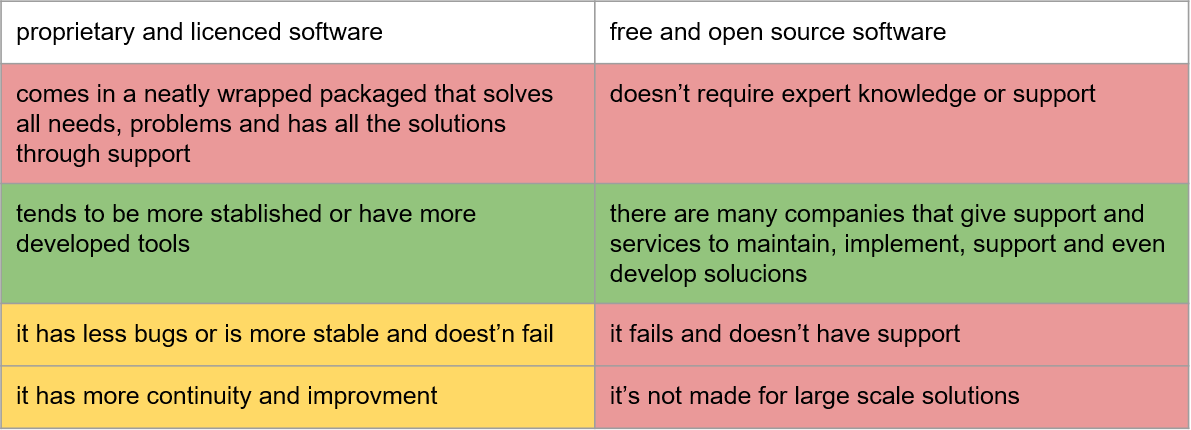 proprietary and licenced software
free and open source software
comes in a neatly wrapped packaged that solves
all needs, problems and has all the solutions
through support
doesn’t require expert knowledge or support
tends to be more stablished or have more
developed tools
there are many companies that give support and
services to maintain, implement, support and even
develop solucions
it has less bugs or is more stable and doest’n fail
it fails and doesn’t have support
it has more continuity and improvment
it’s not made for large scale solutions